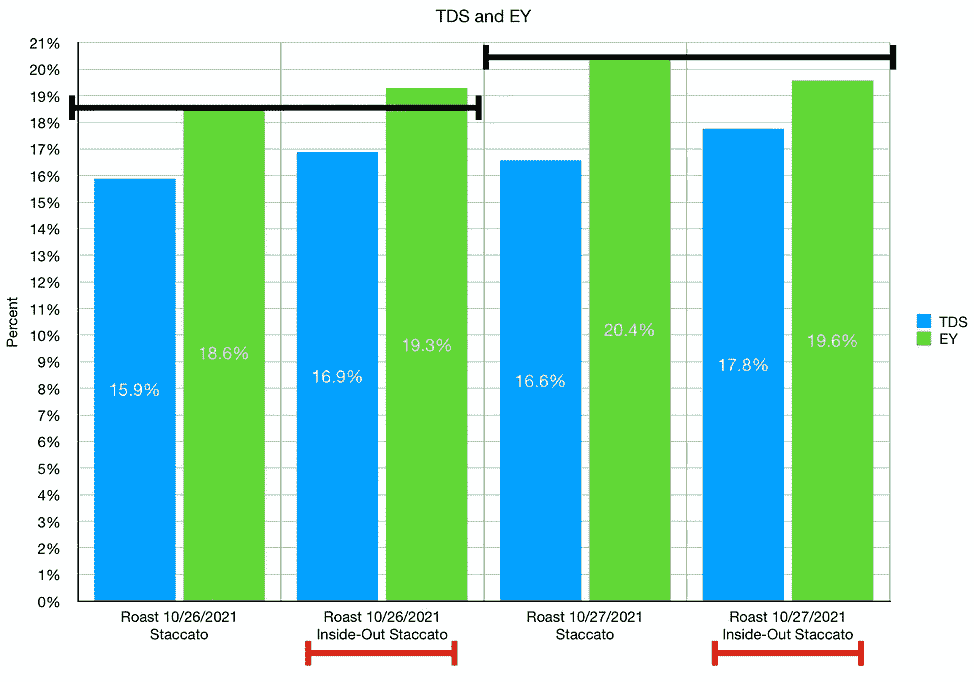 TDS and EY
21%
20%
19%
18%
17%
16%
15%
14%
13%
12%
11%
10%
9%
8%
7%
6%
5%
4%
3%
2%
1%
0%
Percent
15.9%
18.6%
16.9%
19.3%
16.6%
20.4%
17.8%
19.6%
TDS
EY
Roast 10/26/2021
Staccato
Roast 10/26/2021
Inside-Out Staccato
Roast 10/27/2021
Staccato
Roast 10/27/2021
Inside-Out Staccato